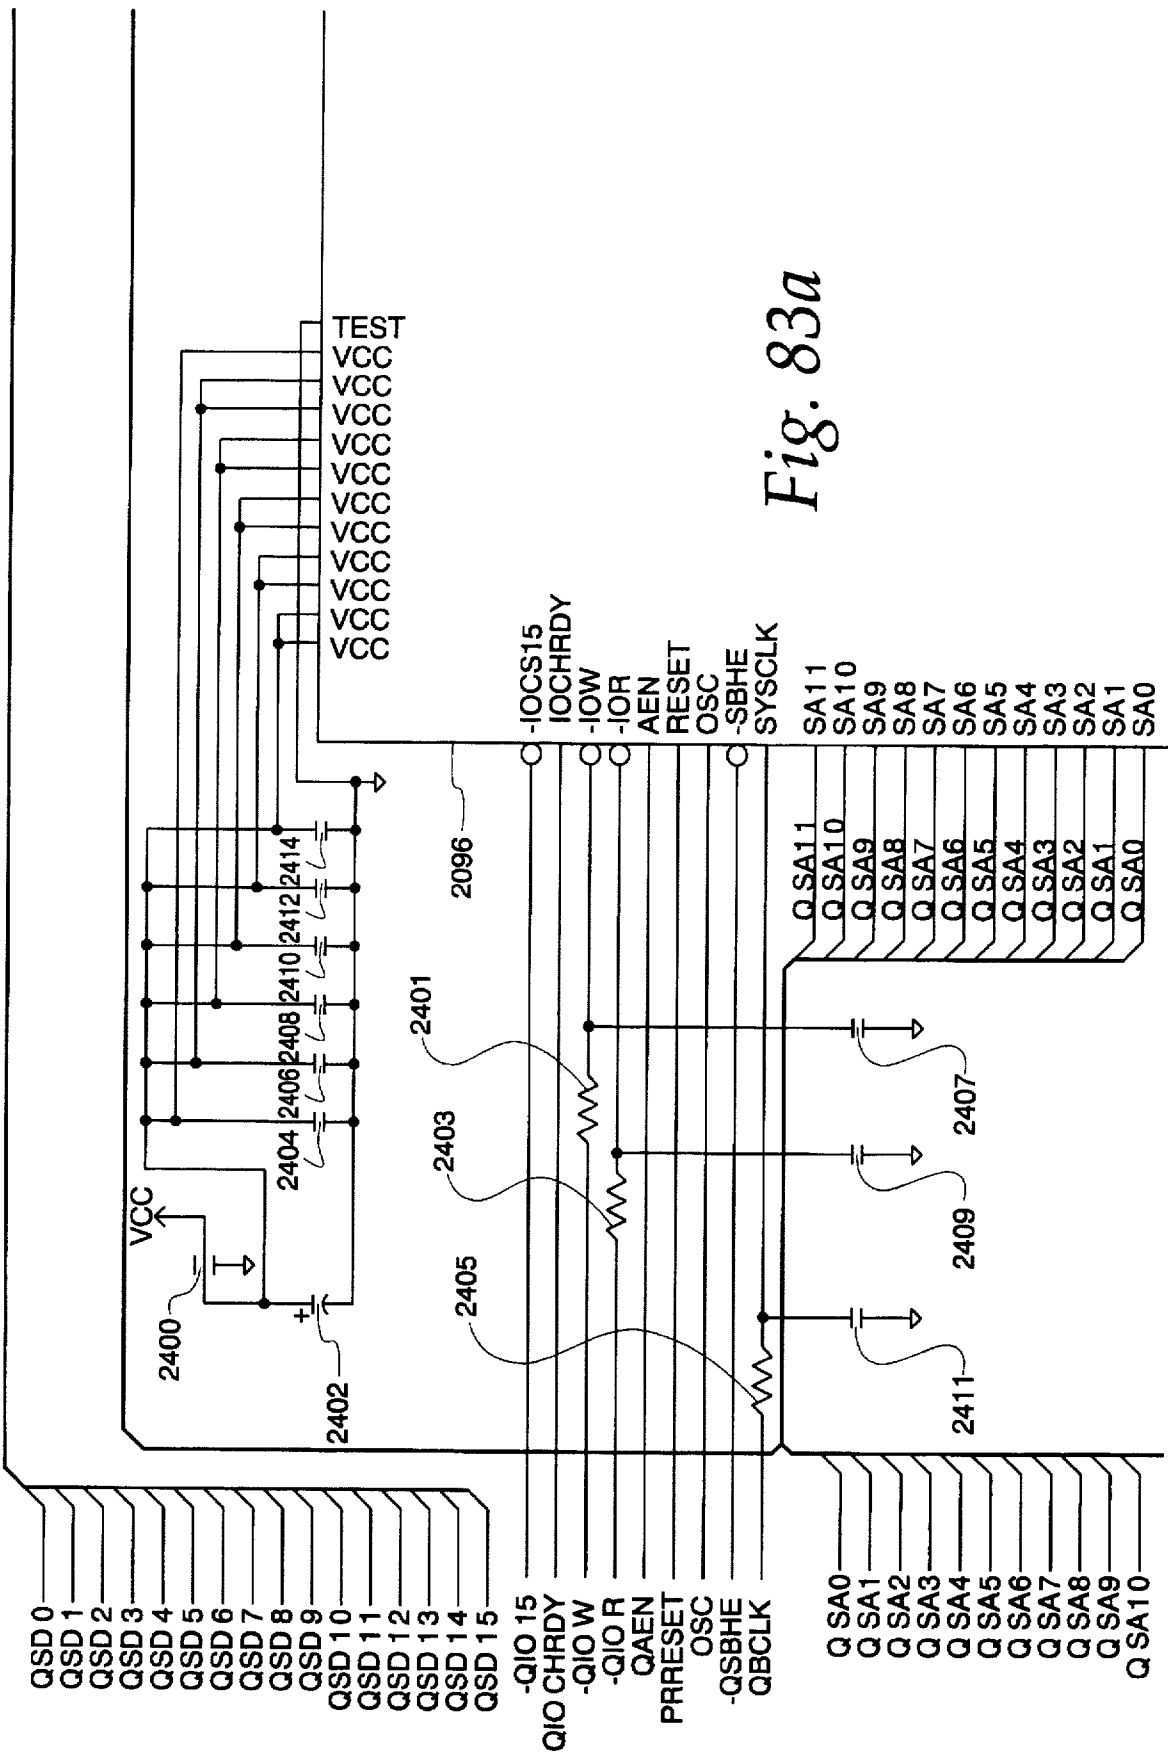 QSD 0
QSD 1
QSD 2
QSD 3
QSD 4
QSD 5
QSD 6
QSD 7
QSD 8
QSD 9
QSD 10
QSD 11
QSD 12
QSD 13
QSD 14
QSD 15
-QIO 15
QIO CHRDY
-QIO W
-QIO R
QAEN
PRRESET
OSC
-QSBHE
QBCLK
Q SA0
Q SA1
Q SA2
Q SA3
Q SA4
Q SA5
Q SA6
Q SA7
Q SA8
Q SA9
Q SA10
VCC
2400
+
2402
2404
2406
2408
2410
2412
2414
2401
2403
2405
2407
2409
2411
2096
TEST
VCC
VCC
VCC
VCC
VCC
VCC
VCC
VCC
VCC
VCC
VCC
-IOCS15
IOCHRDY
-IOW
-IOR
AEN
RESET
OSC
-SBHE
SYSCLK
Q SA11
Q SA10
Q SA9
Q SA8
Q SA7
Q SA6
Q SA5
Q SA4
Q SA3
Q SA2
Q SA1
Q SA0
SA11
SA10
SA9
SA8
SA7
SA6
SA5
SA4
SA3
SA2
SA1
SA0
Fig. 83a